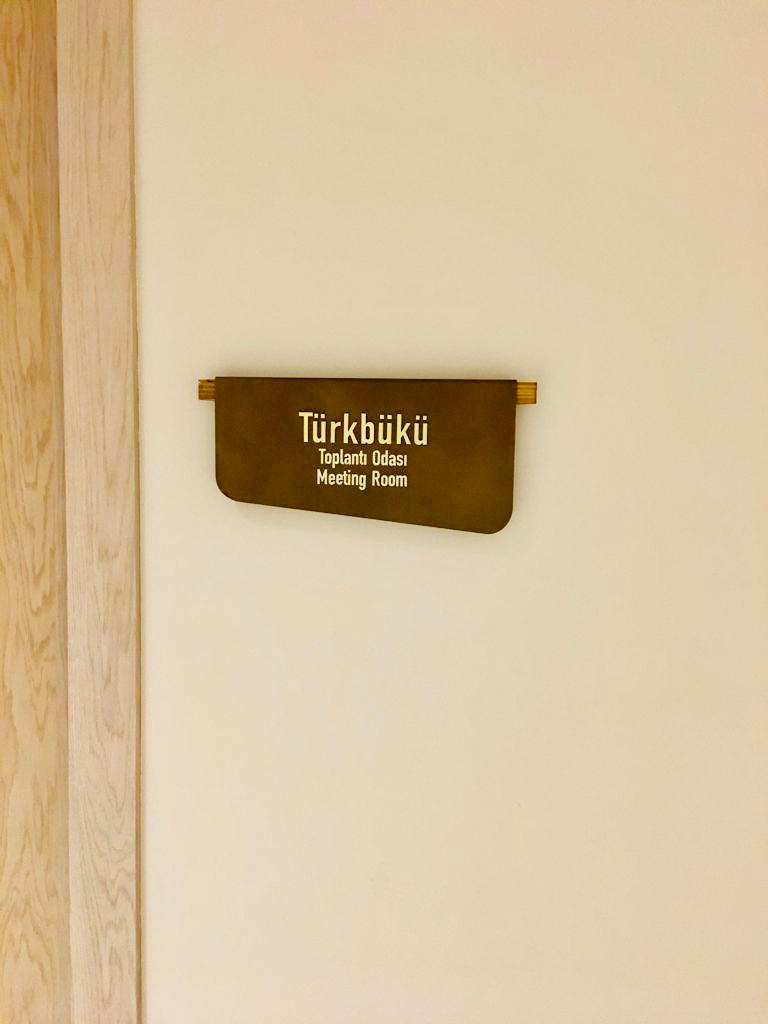 Türkbükü
Toplantı Odası
Meeting Room